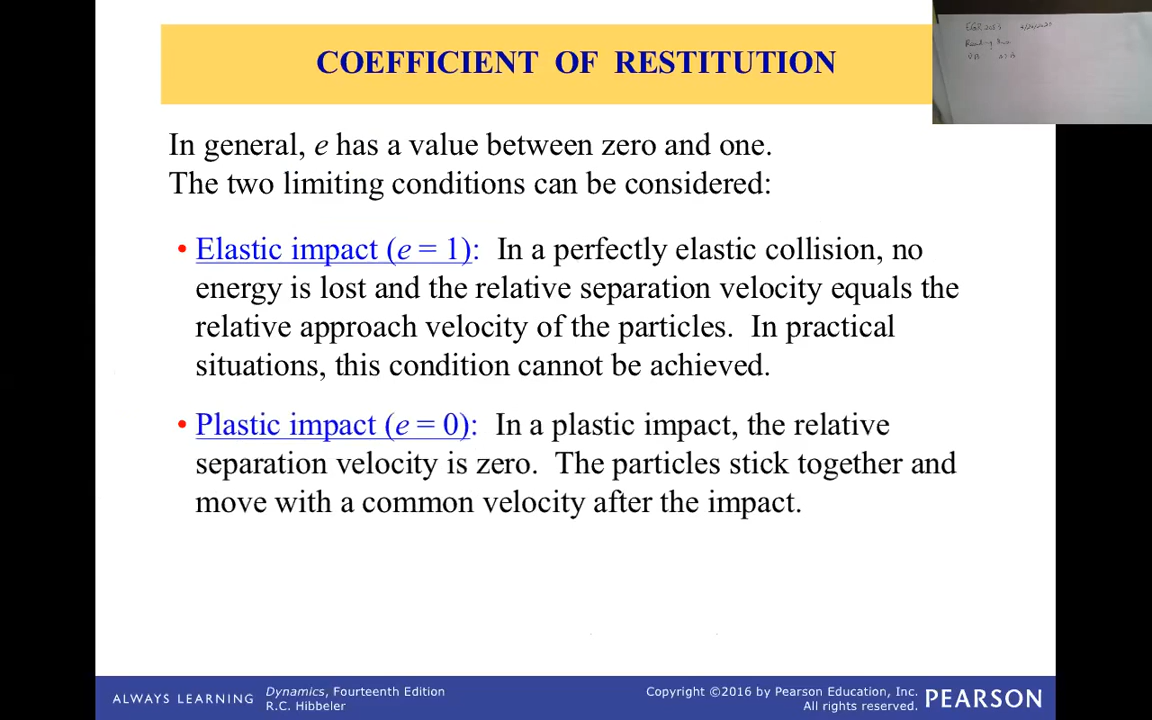 COEFFICIENT OF RESTITUTION
In general, e has a value between zero and one.
The two limiting conditions can be considered:
• Elastic impact (e = 1): In a perfectly elastic collision, no
energy is lost and the relative separation velocity equals the
relative approach velocity of the particles. In practical
situations, this condition cannot be achieved.
• Plastic impact (e = 0): In a plastic impact, the relative
separation velocity is zero. The particles stick together and
move with a common velocity after the impact.
ALWAYS LEARNING
Dynamics, Fourteenth Edition
R.C. Hibbeler
Copyright ©2016 by Pearson Education, Inc.
All rights reserved.
PEARSON